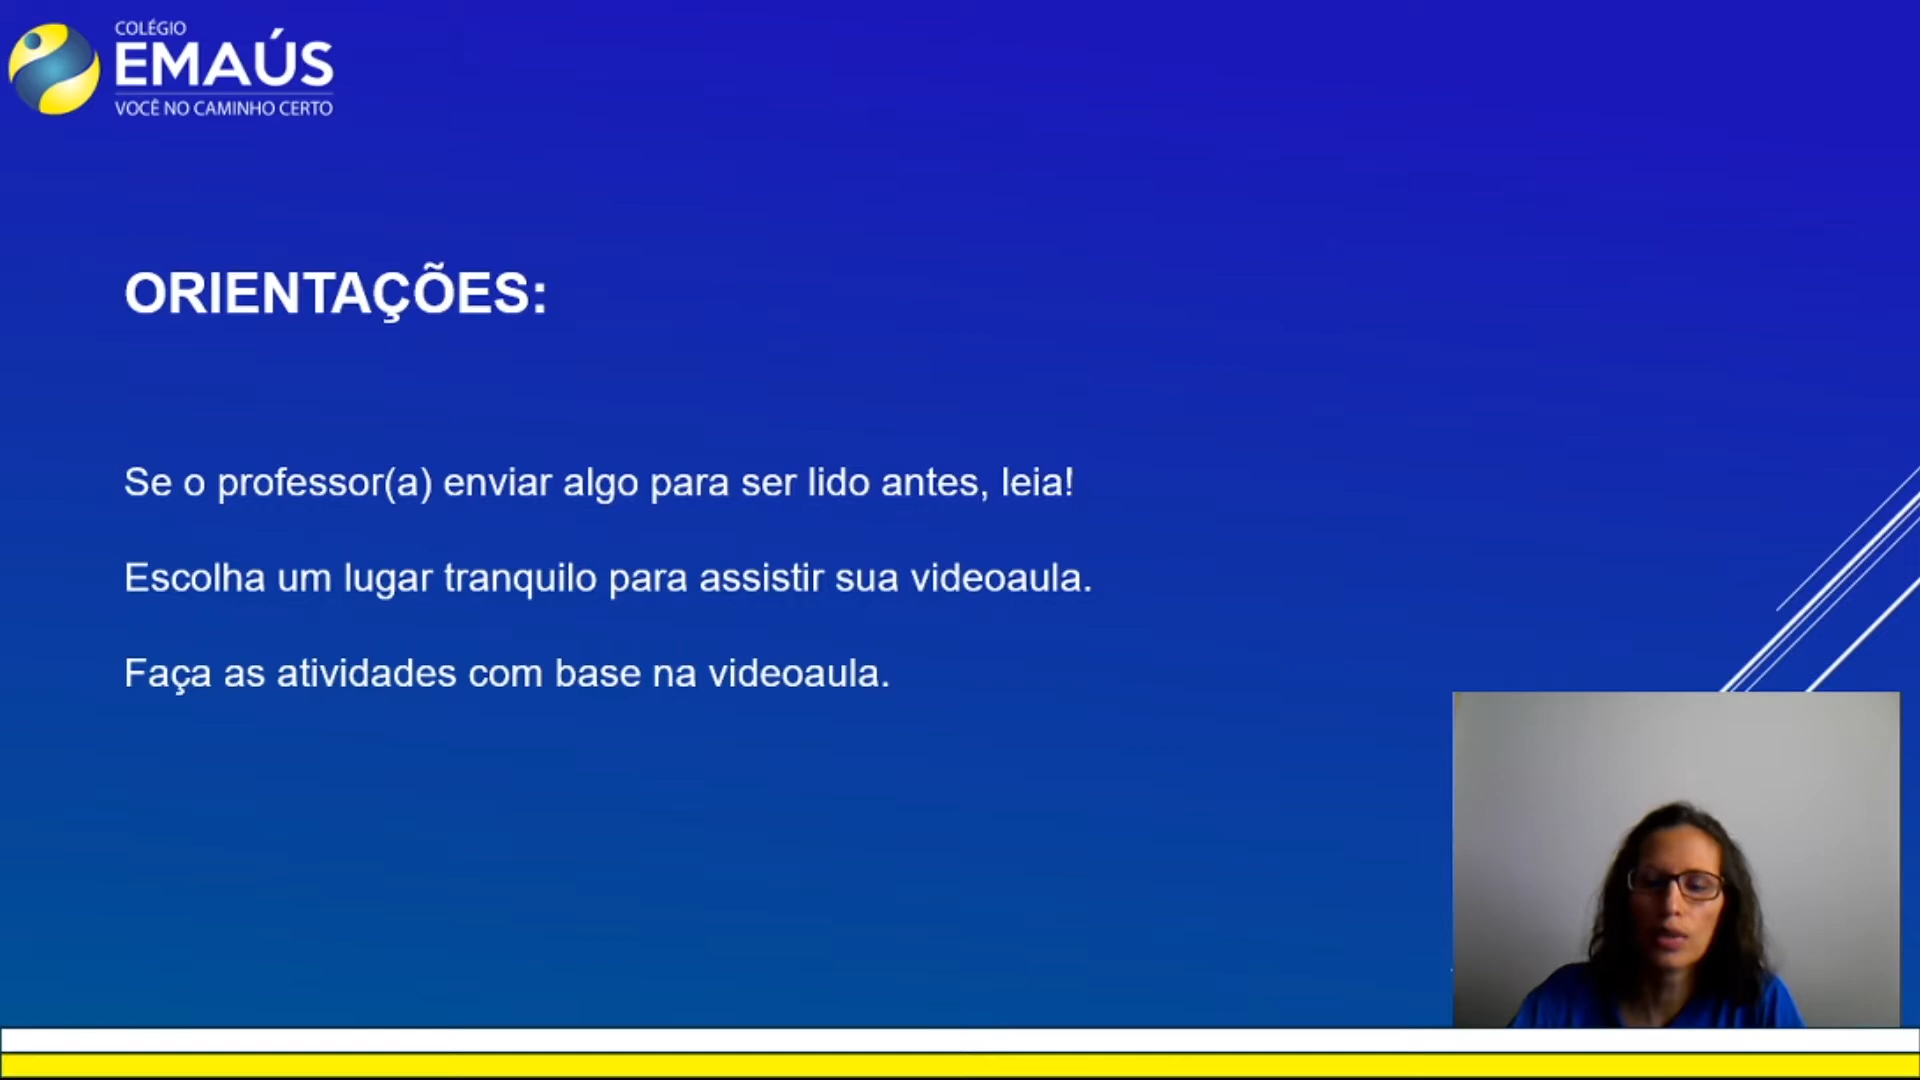 COLÉGIO
EMAÚS
VOCÊ NO CAMINHO CERTO
ORIENTAÇÕES:
Se o professor(a) enviar algo para ser lido antes, leia!
Escolha um lugar tranquilo para assistir sua videoaula.
Faça as atividades com base na videoaula.